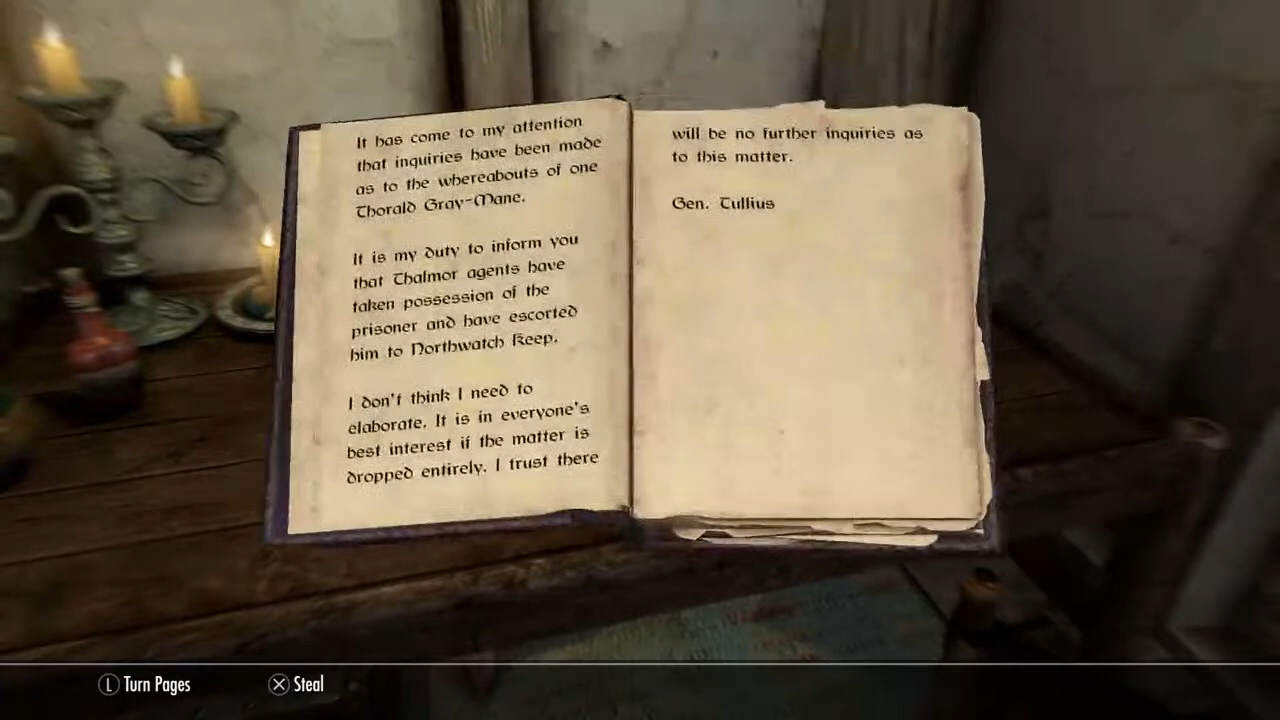 It has come to my attention
that inquiries have been made
as to the whereabouts of one
Thorald Gray-Mane.
It is my duty to inform you
that Thalmor agents have
taken possession of the
prisoner and have escorted
him to Northwatch Keep.
I don't think I need to
elaborate. It is in everyone's
best interest if the matter is
dropped entirely. I trust there
will be no further inquiries as
to this matter.
Gen. Tullius
L Turn Pages
X Steal